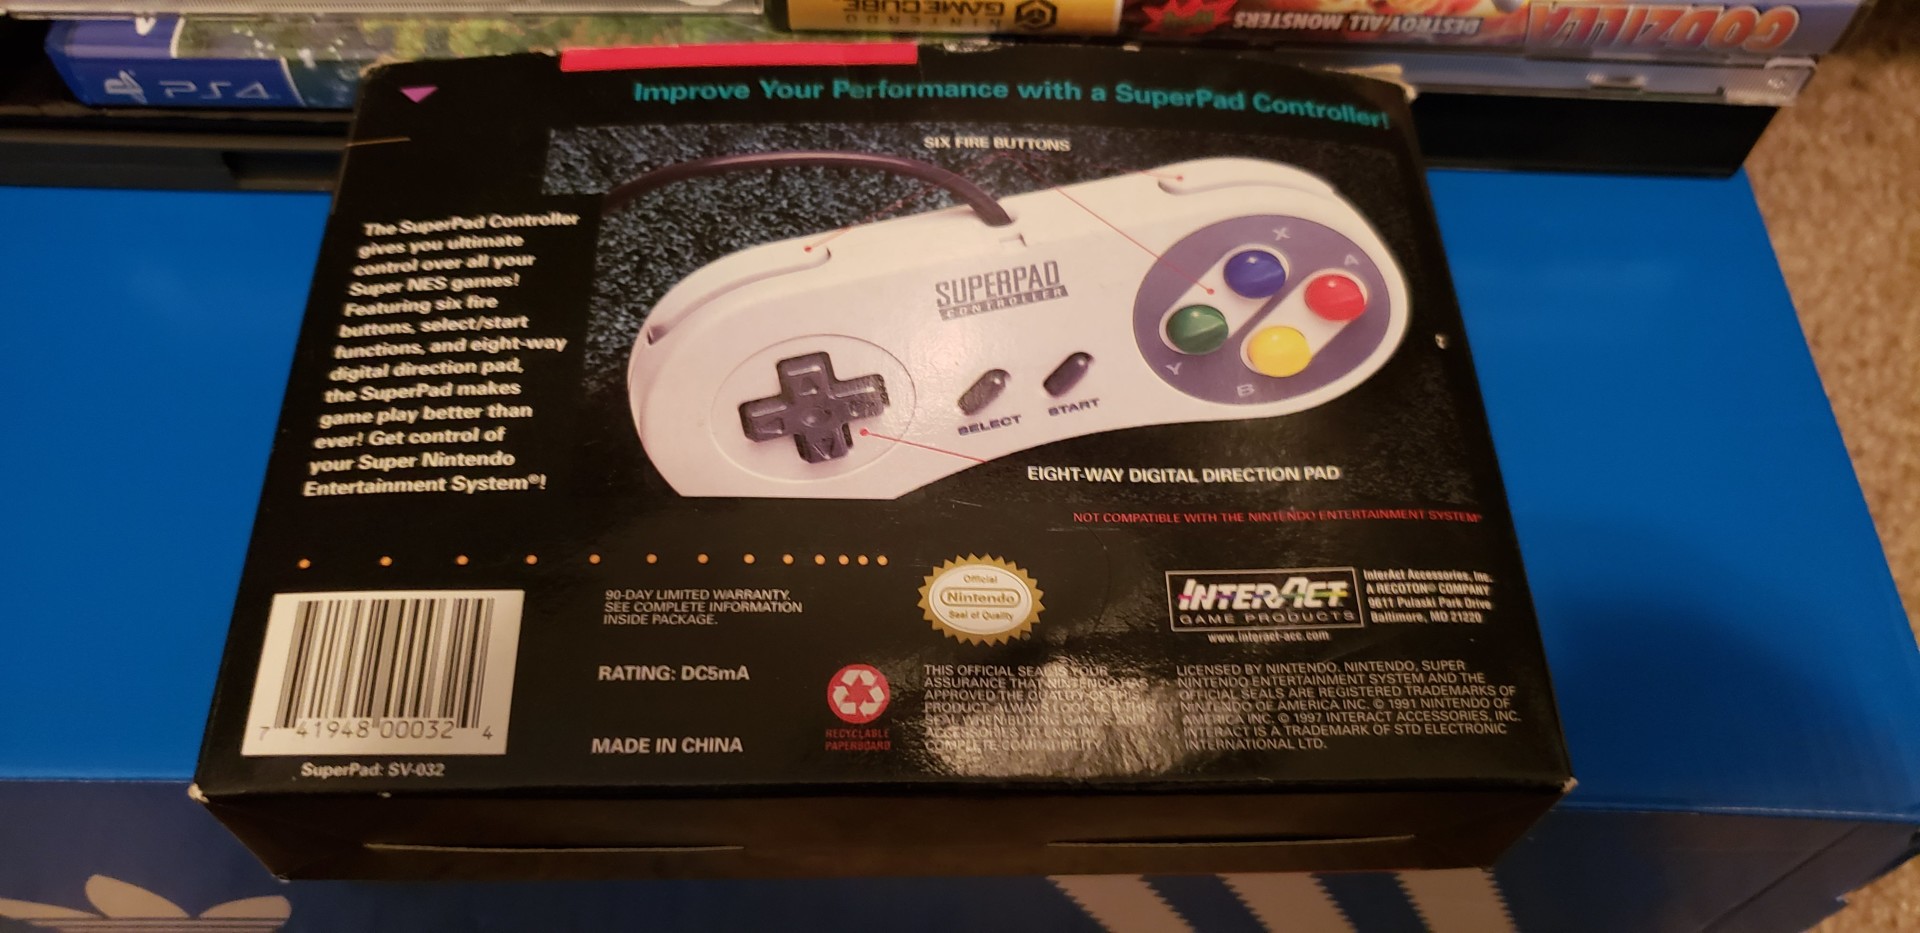 PS4
NINTENDO
GAMECUBE
DESTROY ALL MONSTERS
GODZILLA
Improve Your Performance with a SuperPad Controller!
SIX FIRE BUTTONS
The SuperPad Controller
gives you ultimate
control over all your
Super NES games!
Featuring six fire
buttons, select/start
functions, and eight-way
digital direction pad,
the SuperPad makes
game play better than
ever! Get control of
your Super Nintendo
Entertainment System®!
SUPERPAD
CONTROLLER
X
A
Y
B
SELECT
START
EIGHT-WAY DIGITAL DIRECTION PAD
NOT COMPATIBLE WITH THE NINTENDO ENTERTAINMENT SYSTEM®
7 41948 00032 4
SuperPad: SV-032
90-DAY LIMITED WARRANTY.
SEE COMPLETE INFORMATION
INSIDE PACKAGE.
RATING: DC5mA
MADE IN CHINA
RECYCLABLE
PAPERBOARD
Official
Nintendo
Seal of Quality
THIS OFFICIAL SEAL IS YOUR
ASSURANCE THAT NINTENDO HAS
APPROVED THE QUALITY OF THIS
PRODUCT. ALWAYS LOOK FOR THIS
SEAL WHEN BUYING GAMES AND
ACCESSORIES TO ENSURE
COMPLETE COMPATIBILITY.
INTERACT
GAME PRODUCTS
www.interact-acc.com
InterAct Accessories, Inc.
A RECOTON® COMPANY
9611 Pulaski Park Drive
Baltimore, MD 21220
LICENSED BY NINTENDO. NINTENDO, SUPER
NINTENDO ENTERTAINMENT SYSTEM AND THE
OFFICIAL SEALS ARE REGISTERED TRADEMARKS OF
NINTENDO OF AMERICA INC. © 1991 NINTENDO OF
AMERICA INC. © 1997 INTERACT ACCESSORIES, INC.
INTERACT IS A TRADEMARK OF STD ELECTRONIC
INTERNATIONAL LTD.